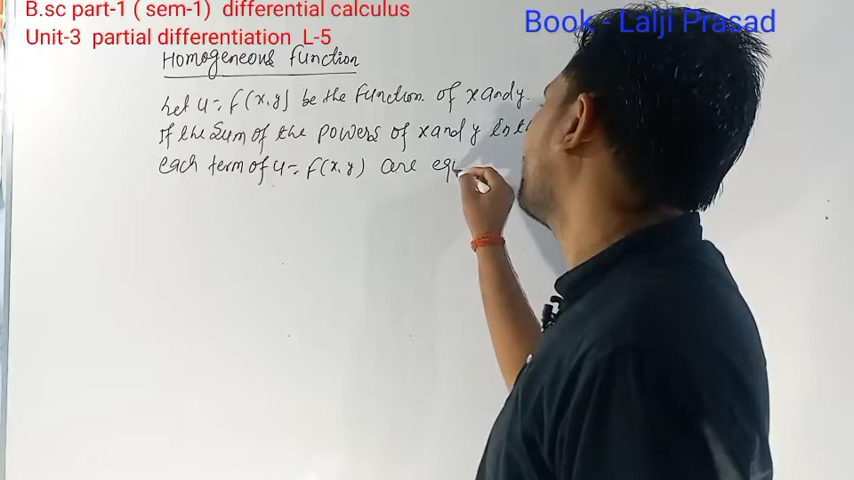 B.sc part-1 ( sem-1) differential calculus
Book - Lalji Prasad
Unit-3 partial differentiation L-5
Homogeneous function
Let u = f(x,y) be the function of x and y.
If the sum of the powers of x and y in
each term of u = f(x,y) are equ